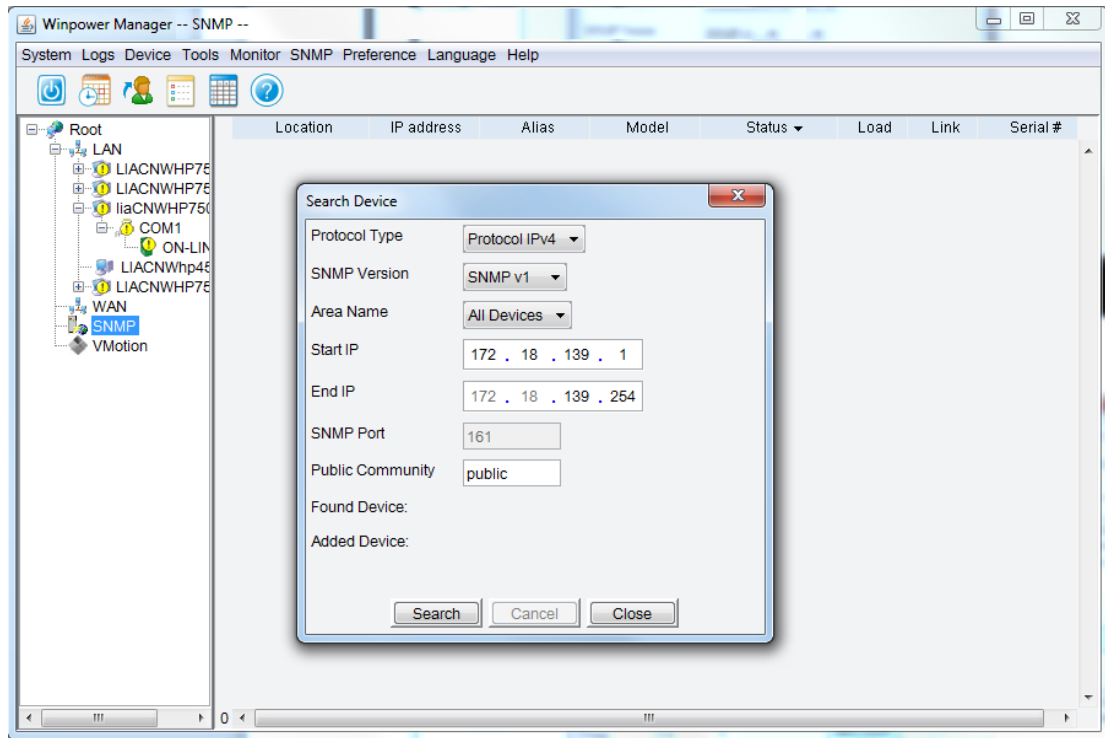 Winpower Manager -- SNMP --
System Logs Device Tools Monitor SNMP Preference Language Help
Location IP address Alias Model Status Load Link Serial #
Root
LAN
LIACNWHP75
LIACNWHP75
liaCNWHP750
COM1
ON-LIN
LIACNWhp45
LIACNWHP75
WAN
SNMP
VMotion
Search Device
Protocol Type Protocol IPv4
SNMP Version SNMP v1
Area Name All Devices
Start IP 172 . 18 . 139 . 1
End IP 172 . 18 . 139 . 254
SNMP Port 161
Public Community public
Found Device:
Added Device:
Search Cancel Close
0